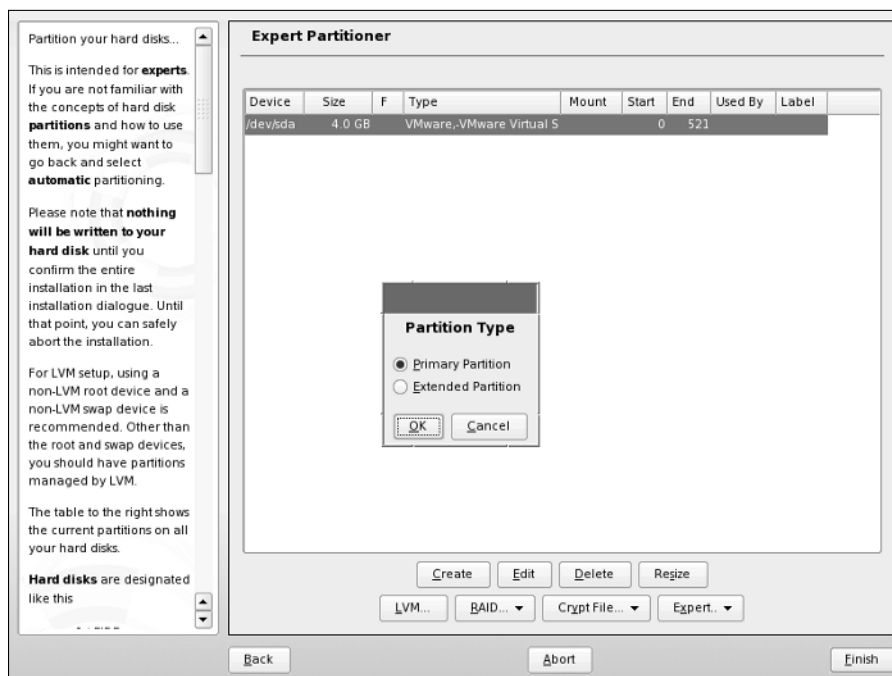 Partition your hard disks...
This is intended for experts.
If you are not familiar with
the concepts of hard disk
partitions and how to use
them, you might want to
go back and select
automatic partitioning.
Please note that nothing
will be written to your
hard disk until you
confirm the entire
installation in the last
installation dialogue. Until
that point, you can safely
abort the installation.
For LVM setup, using a
non-LVM root device and a
non-LVM swap device is
recommended. Other than
the root and swap devices,
you should have partitions
managed by LVM.
The table to the right shows
the current partitions on all
your hard disks.
Hard disks are designated
like this
Expert Partitioner
Device Size F Type Mount Start End Used By Label
/dev/sda 4.0 GB VMware,-VMware Virtual S 0 521
Partition Type
Primary Partition
Extended Partition
OK Cancel
Create Edit Delete Resize
LVM... RAID... Crypt File... Expert..
Back Abort Finish